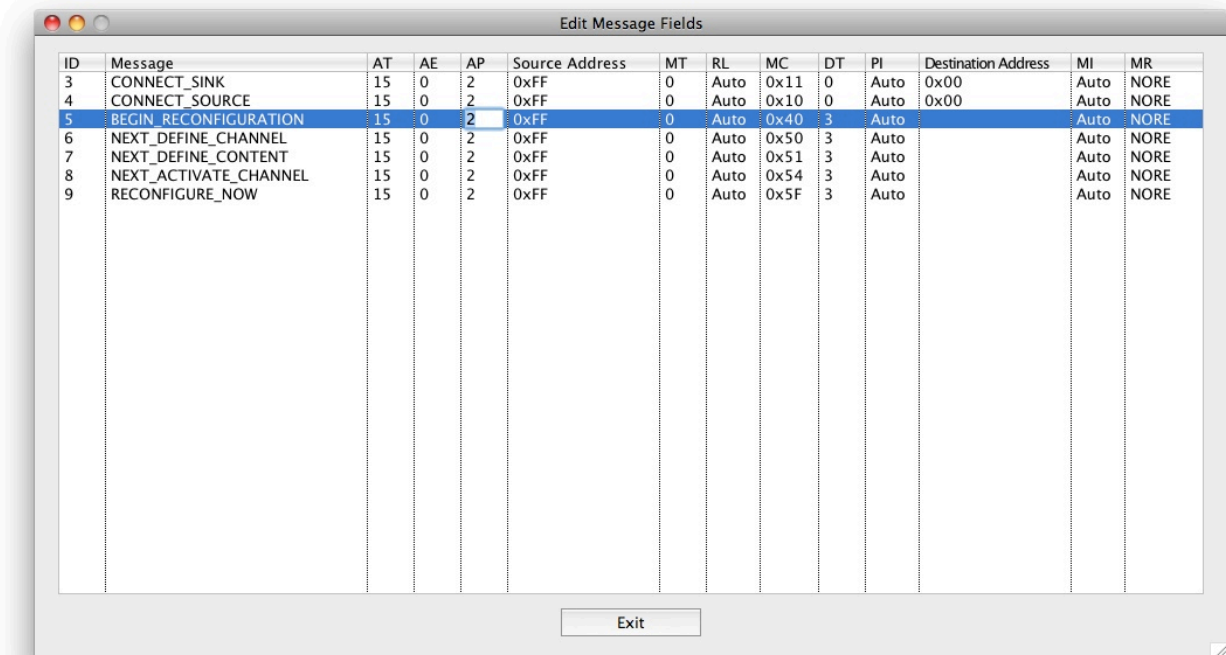 Edit Message Fields
ID Message AT AE AP Source Address MT RL MC DT PI Destination Address MI MR
3 CONNECT_SINK 15 0 2 0xFF 0 Auto 0x11 0 Auto 0x00 Auto NORE
4 CONNECT_SOURCE 15 0 2 0xFF 0 Auto 0x10 0 Auto 0x00 Auto NORE
5 BEGIN_RECONFIGURATION 15 0 2 0xFF 0 Auto 0x40 3 Auto Auto NORE
6 NEXT_DEFINE_CHANNEL 15 0 2 0xFF 0 Auto 0x50 3 Auto Auto NORE
7 NEXT_DEFINE_CONTENT 15 0 2 0xFF 0 Auto 0x51 3 Auto Auto NORE
8 NEXT_ACTIVATE_CHANNEL 15 0 2 0xFF 0 Auto 0x54 3 Auto Auto NORE
9 RECONFIGURE_NOW 15 0 2 0xFF 0 Auto 0x5F 3 Auto Auto NORE
Exit